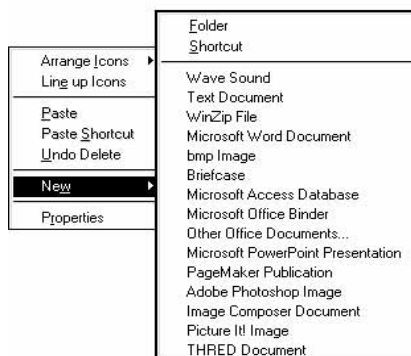 Arrange Icons
Line up Icons
Paste
Paste Shortcut
Undo Delete
New
Properties
Folder
Shortcut
Wave Sound
Text Document
WinZip File
Microsoft Word Document
bmp Image
Briefcase
Microsoft Access Database
Microsoft Office Binder
Other Office Documents...
Microsoft PowerPoint Presentation
PageMaker Publication
Adobe Photoshop Image
Image Composer Document
Picture It! Image
THRED Document